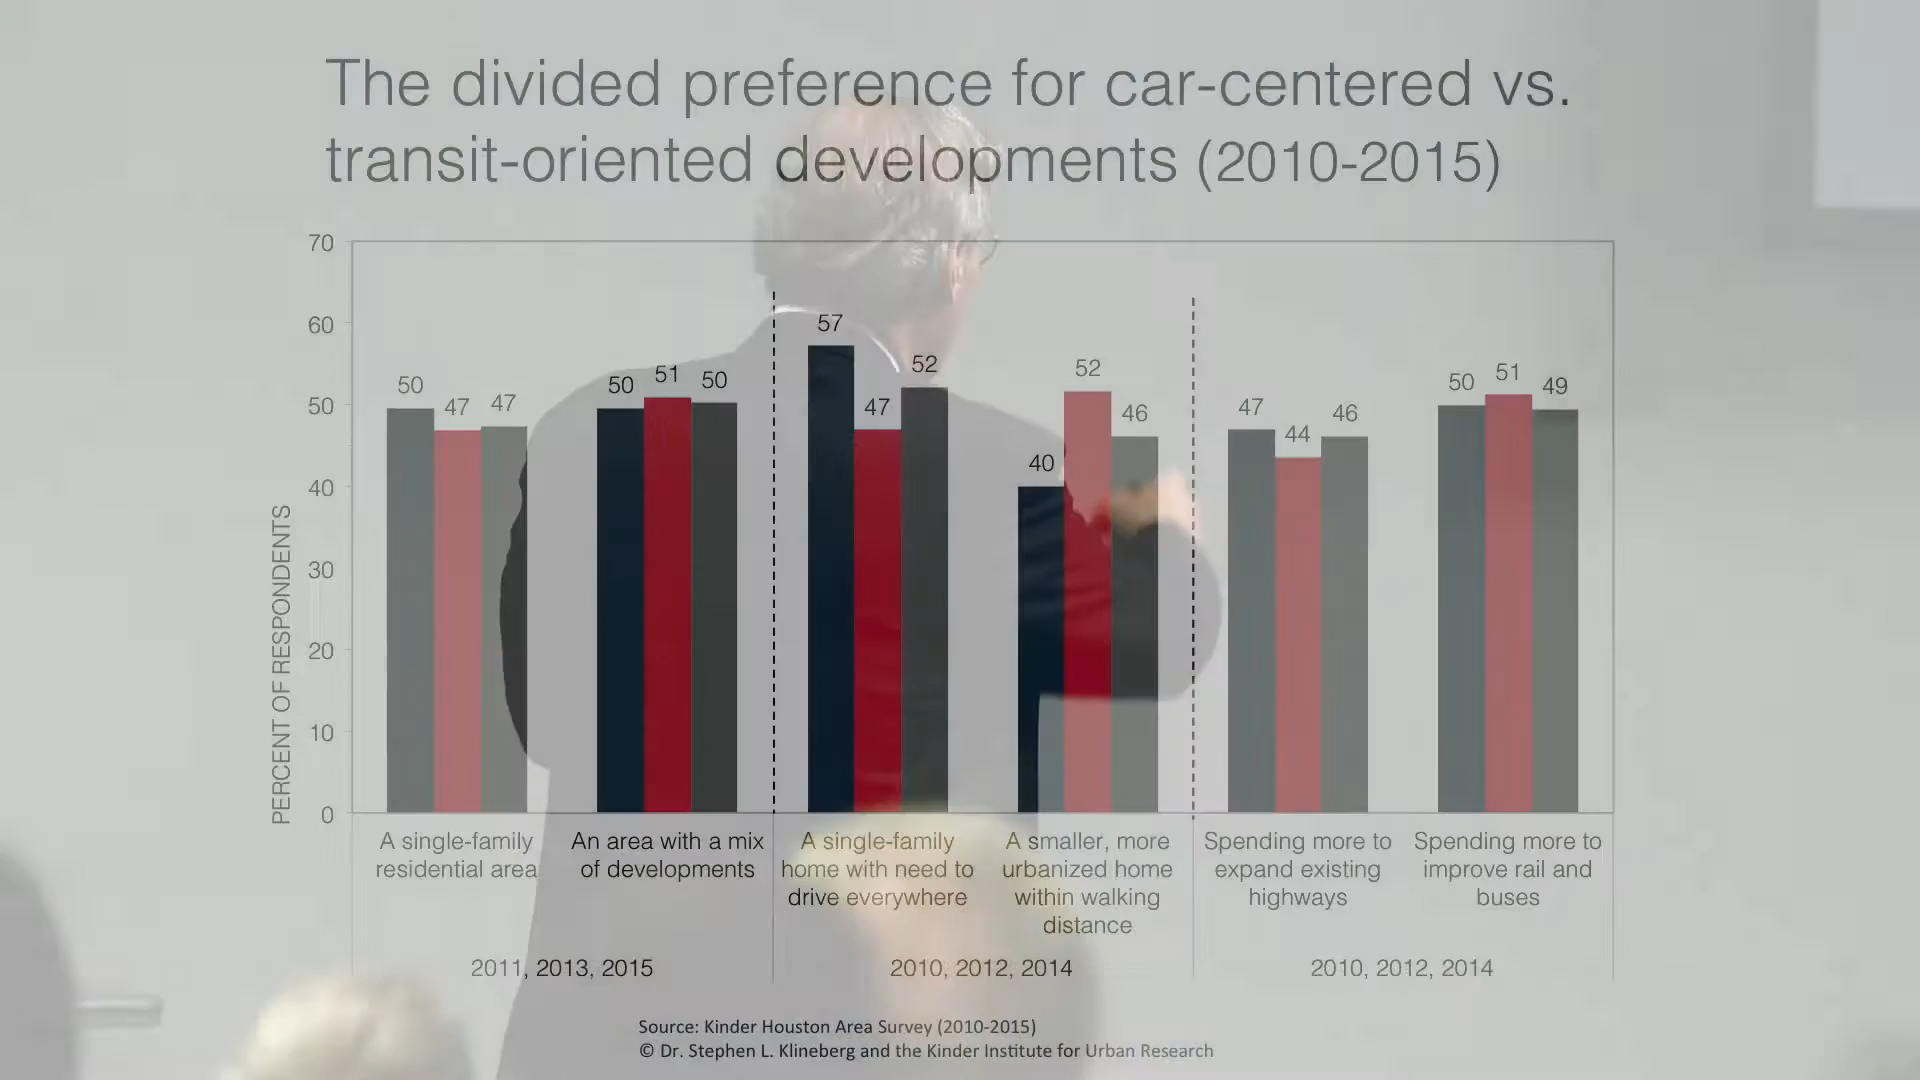 The divided preference for car-centered vs.
transit-oriented developments (2010-2015)
PERCENT OF RESPONDENTS
70
60
50
40
30
20
10
0
50 47 47
50 51 50
57 47 52
40 52 46
47 44 46
50 51 49
A single-family
residential area
An area with a mix
of developments
A single-family
home with need to
drive everywhere
A smaller, more
urbanized home
within walking
distance
Spending more to
expand existing
highways
Spending more to
improve rail and
buses
2011, 2013, 2015
2010, 2012, 2014
2010, 2012, 2014
Source: Kinder Houston Area Survey (2010-2015)
© Dr. Stephen L. Klineberg and the Kinder Institute for Urban Research